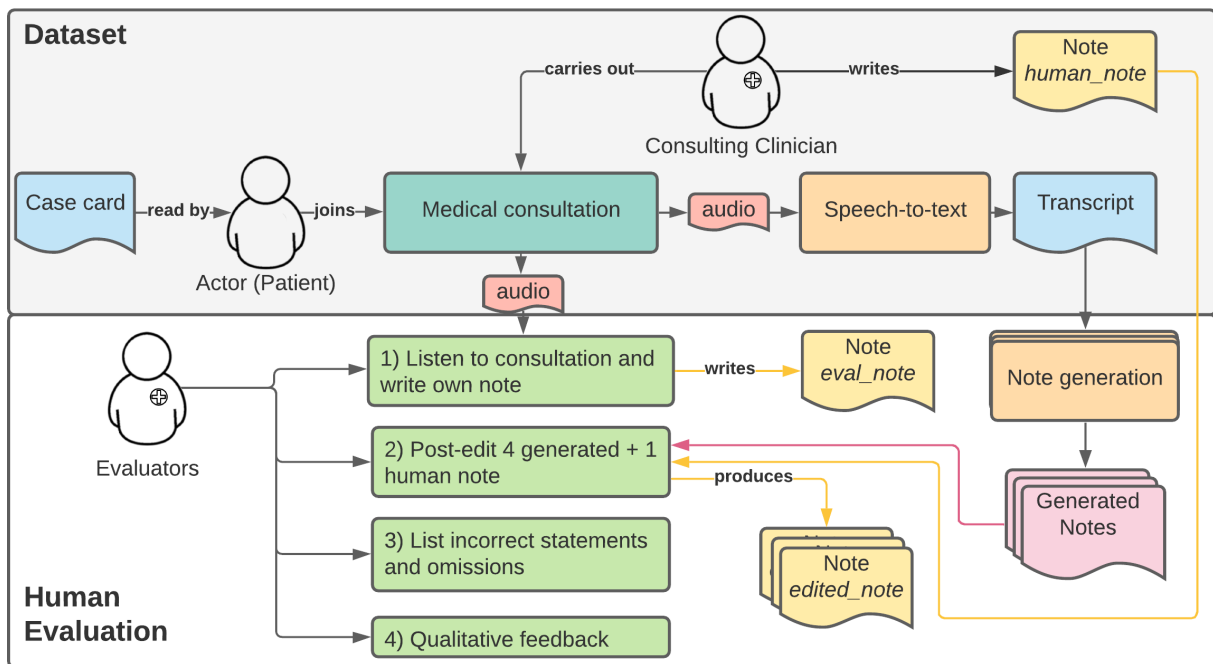 Dataset
carries out
writes
Note
human_note
Consulting Clinician
Case card
read by
joins
Medical consultation
audio
Speech-to-text
Transcript
Actor (Patient)
audio
1) Listen to consultation and
write own note
writes
Note
eval_note
Note generation
Evaluators
2) Post-edit 4 generated + 1
human note
produces
Generated
Notes
3) List incorrect statements
and omissions
Note
edited_note
Human
Evaluation
4) Qualitative feedback